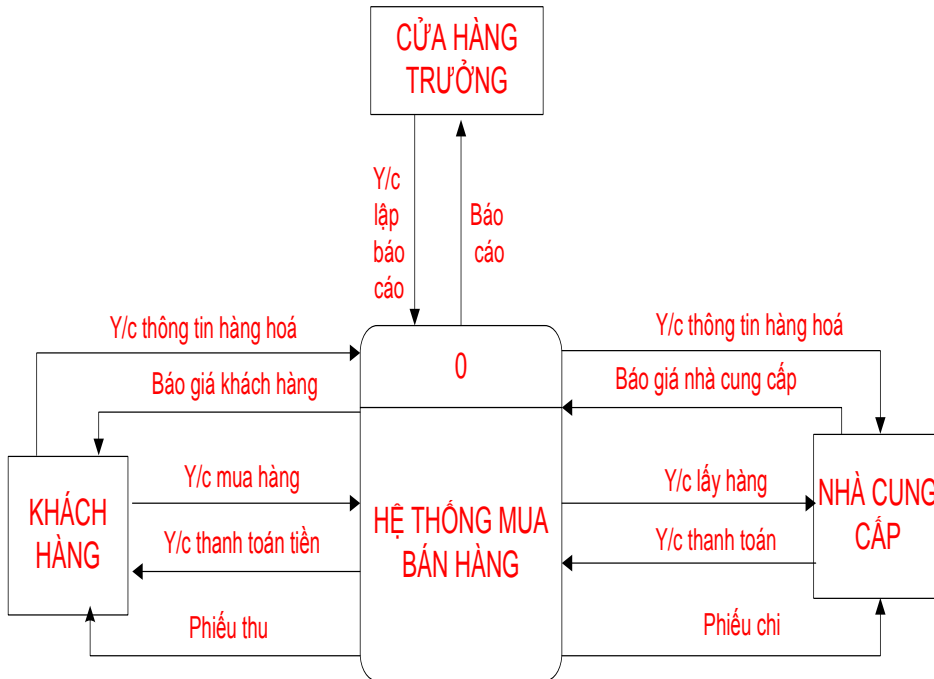 CỬA HÀNG
TRƯỞNG
Y/c
lập
báo
cáo
Báo
cáo
Y/c thông tin hàng hoá
Báo giá khách hàng
Y/c mua hàng
Y/c thanh toán tiền
Phiếu thu
KHÁCH
HÀNG
0
HỆ THỐNG MUA
BÁN HÀNG
Y/c thông tin hàng hoá
Báo giá nhà cung cấp
Y/c lấy hàng
Y/c thanh toán
Phiếu chi
NHÀ CUNG
CẤP